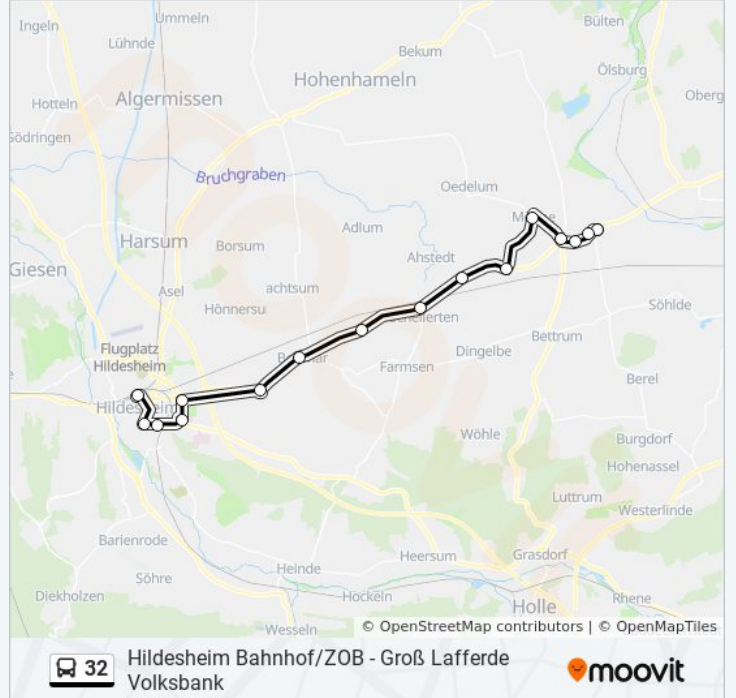 Ingeln
Ummeln
Bülten
Lühnde
Bekum
Ölsburg
Hohenhameln
Hotteln
Algermissen
Oberg
Gödringen
Bruchgraben
Oedelum
Adlum
Harsum
Borsum
Ahstedt
Giesen
achtsum
Asel
Hönnersu
Söhlde
Flugplatz
Hildesheim
Bettrum
Dingelbe
Farmsen
Berel
Hildesheim
Wöhle
Burgdorf
Hohenassel
Luttrum
Westerlinde
Barienrode
Heersum
Grasdorf
Söhre
Heinde
Diekholzen
Hockeln
Rhene
Holle
Wesseln
© OpenStreetMap contributors | © OpenMapTiles
32
Hildesheim Bahnhof/ZOB - Groß Lafferde
Volksbank
moovit